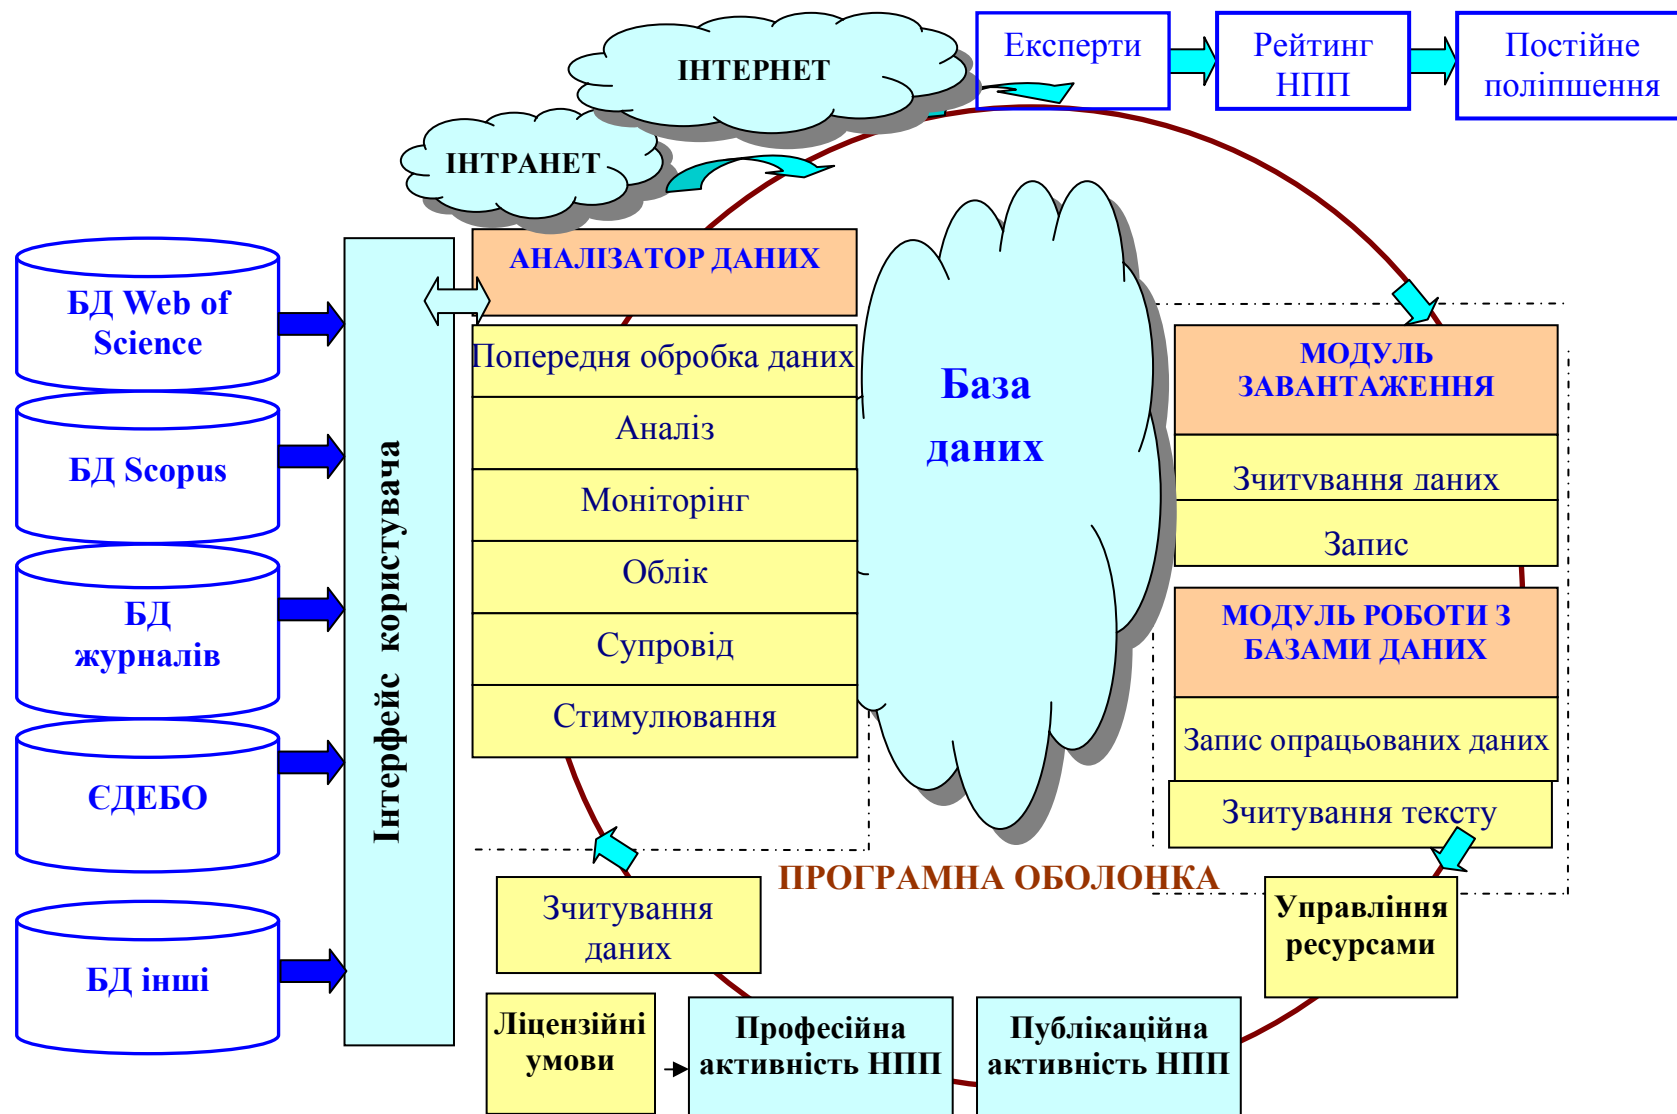 Експерти
Рейтинг
НПП
Постійне
поліпшення
ІНТЕРНЕТ
ІНТРАНЕТ
БД Web of
Science
БД Scopus
БД
журналів
ЄДЕБО
БД інші
Інтерфейс користувача
АНАЛІЗАТОР ДАНИХ
Попередня обробка даних
Аналіз
Моніторінг
Облік
Супровід
Стимулювання
База
даних
МОДУЛЬ
ЗАВАНТАЖЕННЯ
Зчитування даних
Запис
МОДУЛЬ РОБОТИ З
БАЗАМИ ДАНИХ
Запис опрацьованих даних
Зчитування тексту
ПРОГРАМНА ОБОЛОНКА
Зчитування
даних
Управління
ресурсами
Ліцензійні
умови
Професійна
активність НПП
Публікаційна
активність НПП